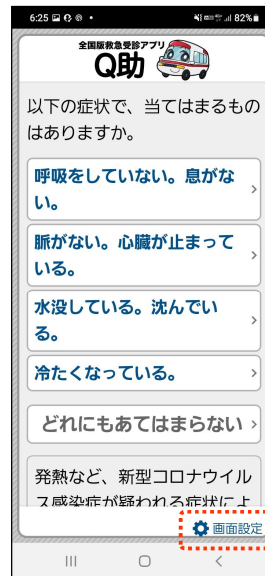 6:25
82%
全国版救急受診アプリ
Q助
以下の症状で、当てはまるもの
はありますか。
呼吸をしていない。息がな
い。
脈がない。心臓が止まって
いる。
水没している。沈んでい
る。
冷たくなっている。
どれにもあてはまらない
発熱など、新型コロナウイル
ス感染症が疑われる症状によ
画面設定